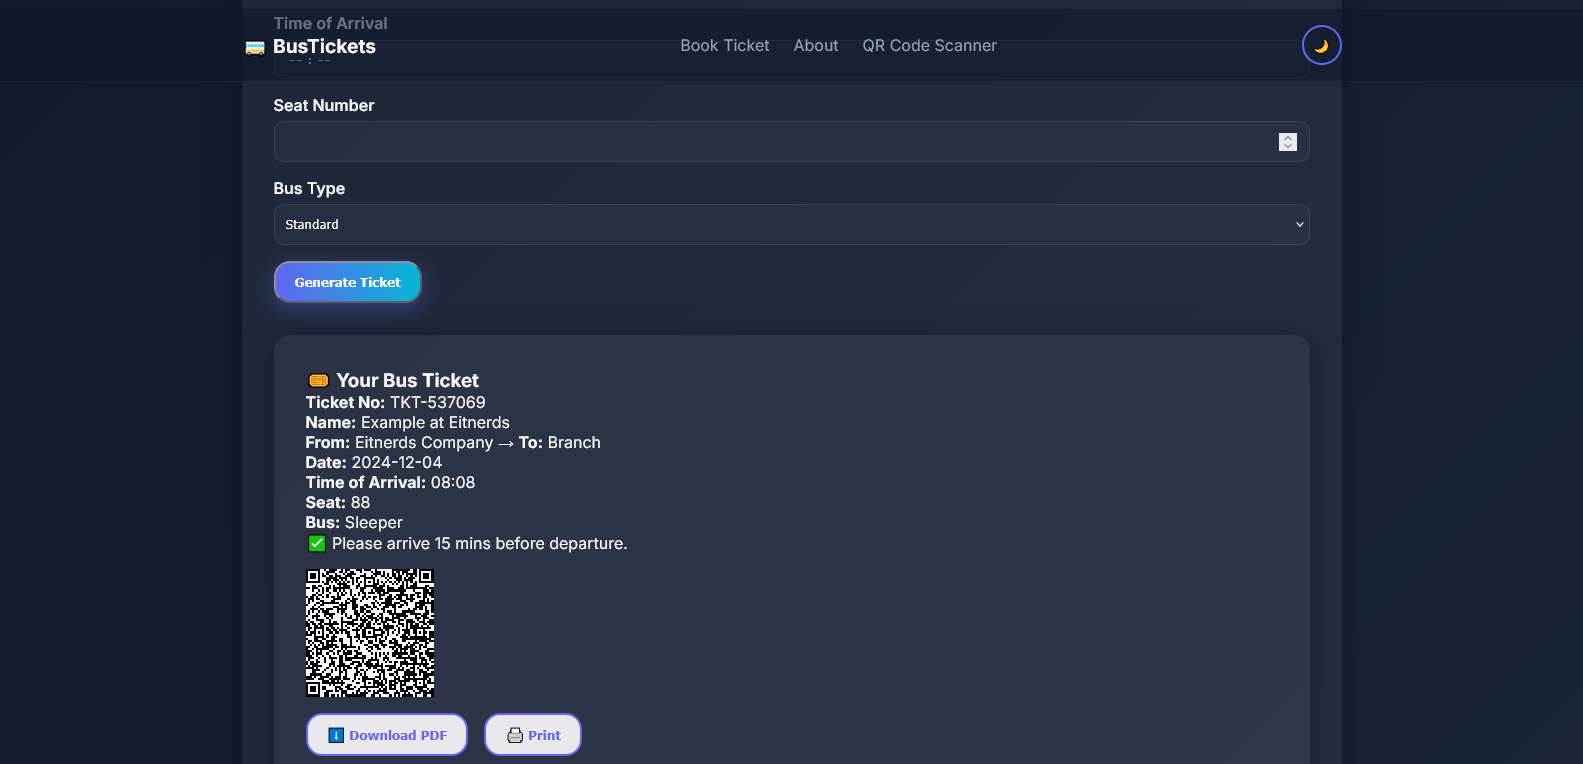 Time of Arrival
BusTickets
Book Ticket
About
QR Code Scanner
Seat Number
Bus Type
Standard
Generate Ticket
Your Bus Ticket
Ticket No: TKT-537069
Name: Example at Eitnerds
From: Eitnerds Company → To: Branch
Date: 2024-12-04
Time of Arrival: 08:08
Seat: 88
Bus: Sleeper
✅ Please arrive 15 mins before departure.
Download PDF
Print